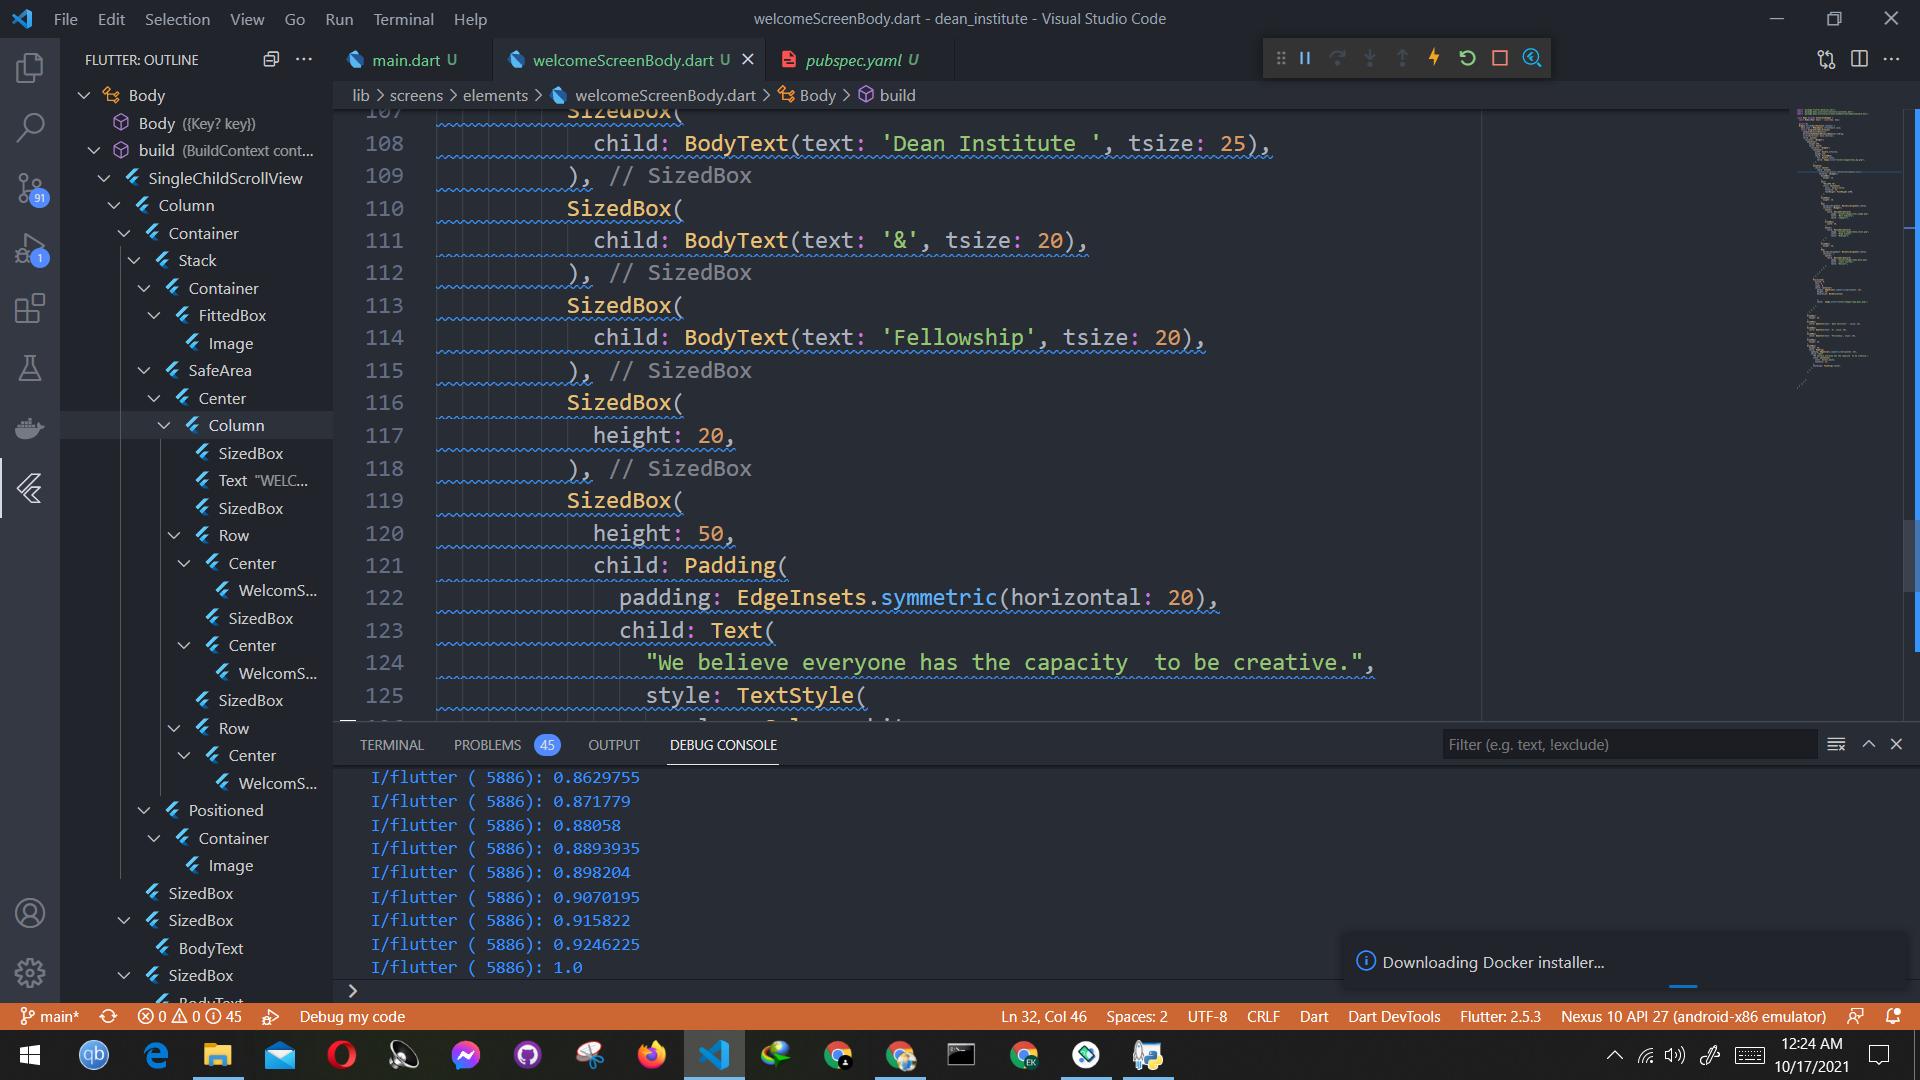 File Edit Selection View Go Run Terminal Help
welcomeScreenBody.dart - dean_institute - Visual Studio Code
FLUTTER: OUTLINE
main.dart U
welcomeScreenBody.dart U
pubspec.yaml U
lib > screens > elements > welcomeScreenBody.dart > Body > build
Body
Body ({Key? key})
build (BuildContext cont...
SingleChildScrollView
Column
Container
Stack
Container
FittedBox
Image
SafeArea
Center
Column
SizedBox
Text "WELC...
SizedBox
Row
Center
WelcomS...
SizedBox
Center
WelcomS...
SizedBox
Row
Center
WelcomS...
Positioned
Container
Image
SizedBox
SizedBox
BodyText
SizedBox
BodyText
91
1
107 SizedBox(
108 child: BodyText(text: 'Dean Institute ', tsize: 25),
109 ), // SizedBox
110 SizedBox(
111 child: BodyText(text: '&', tsize: 20),
112 ), // SizedBox
113 SizedBox(
114 child: BodyText(text: 'Fellowship', tsize: 20),
115 ), // SizedBox
116 SizedBox(
117 height: 20,
118 ), // SizedBox
119 SizedBox(
120 height: 50,
121 child: Padding(
122 padding: EdgeInsets.symmetric(horizontal: 20),
123 child: Text(
124 "We believe everyone has the capacity  to be creative.",
125 style: TextStyle(
TERMINAL PROBLEMS 45 OUTPUT DEBUG CONSOLE
Filter (e.g. text, !exclude)
I/flutter ( 5886): 0.8629755
I/flutter ( 5886): 0.871779
I/flutter ( 5886): 0.88058
I/flutter ( 5886): 0.8893935
I/flutter ( 5886): 0.898204
I/flutter ( 5886): 0.9070195
I/flutter ( 5886): 0.915822
I/flutter ( 5886): 0.9246225
I/flutter ( 5886): 1.0
>
Downloading Docker installer...
main* 0 0 45 Debug my code
Ln 32, Col 46 Spaces: 2 UTF-8 CRLF Dart Dart DevTools Flutter: 2.5.3 Nexus 10 API 27 (android-x86 emulator)
qb
EK
12:24 AM
10/17/2021